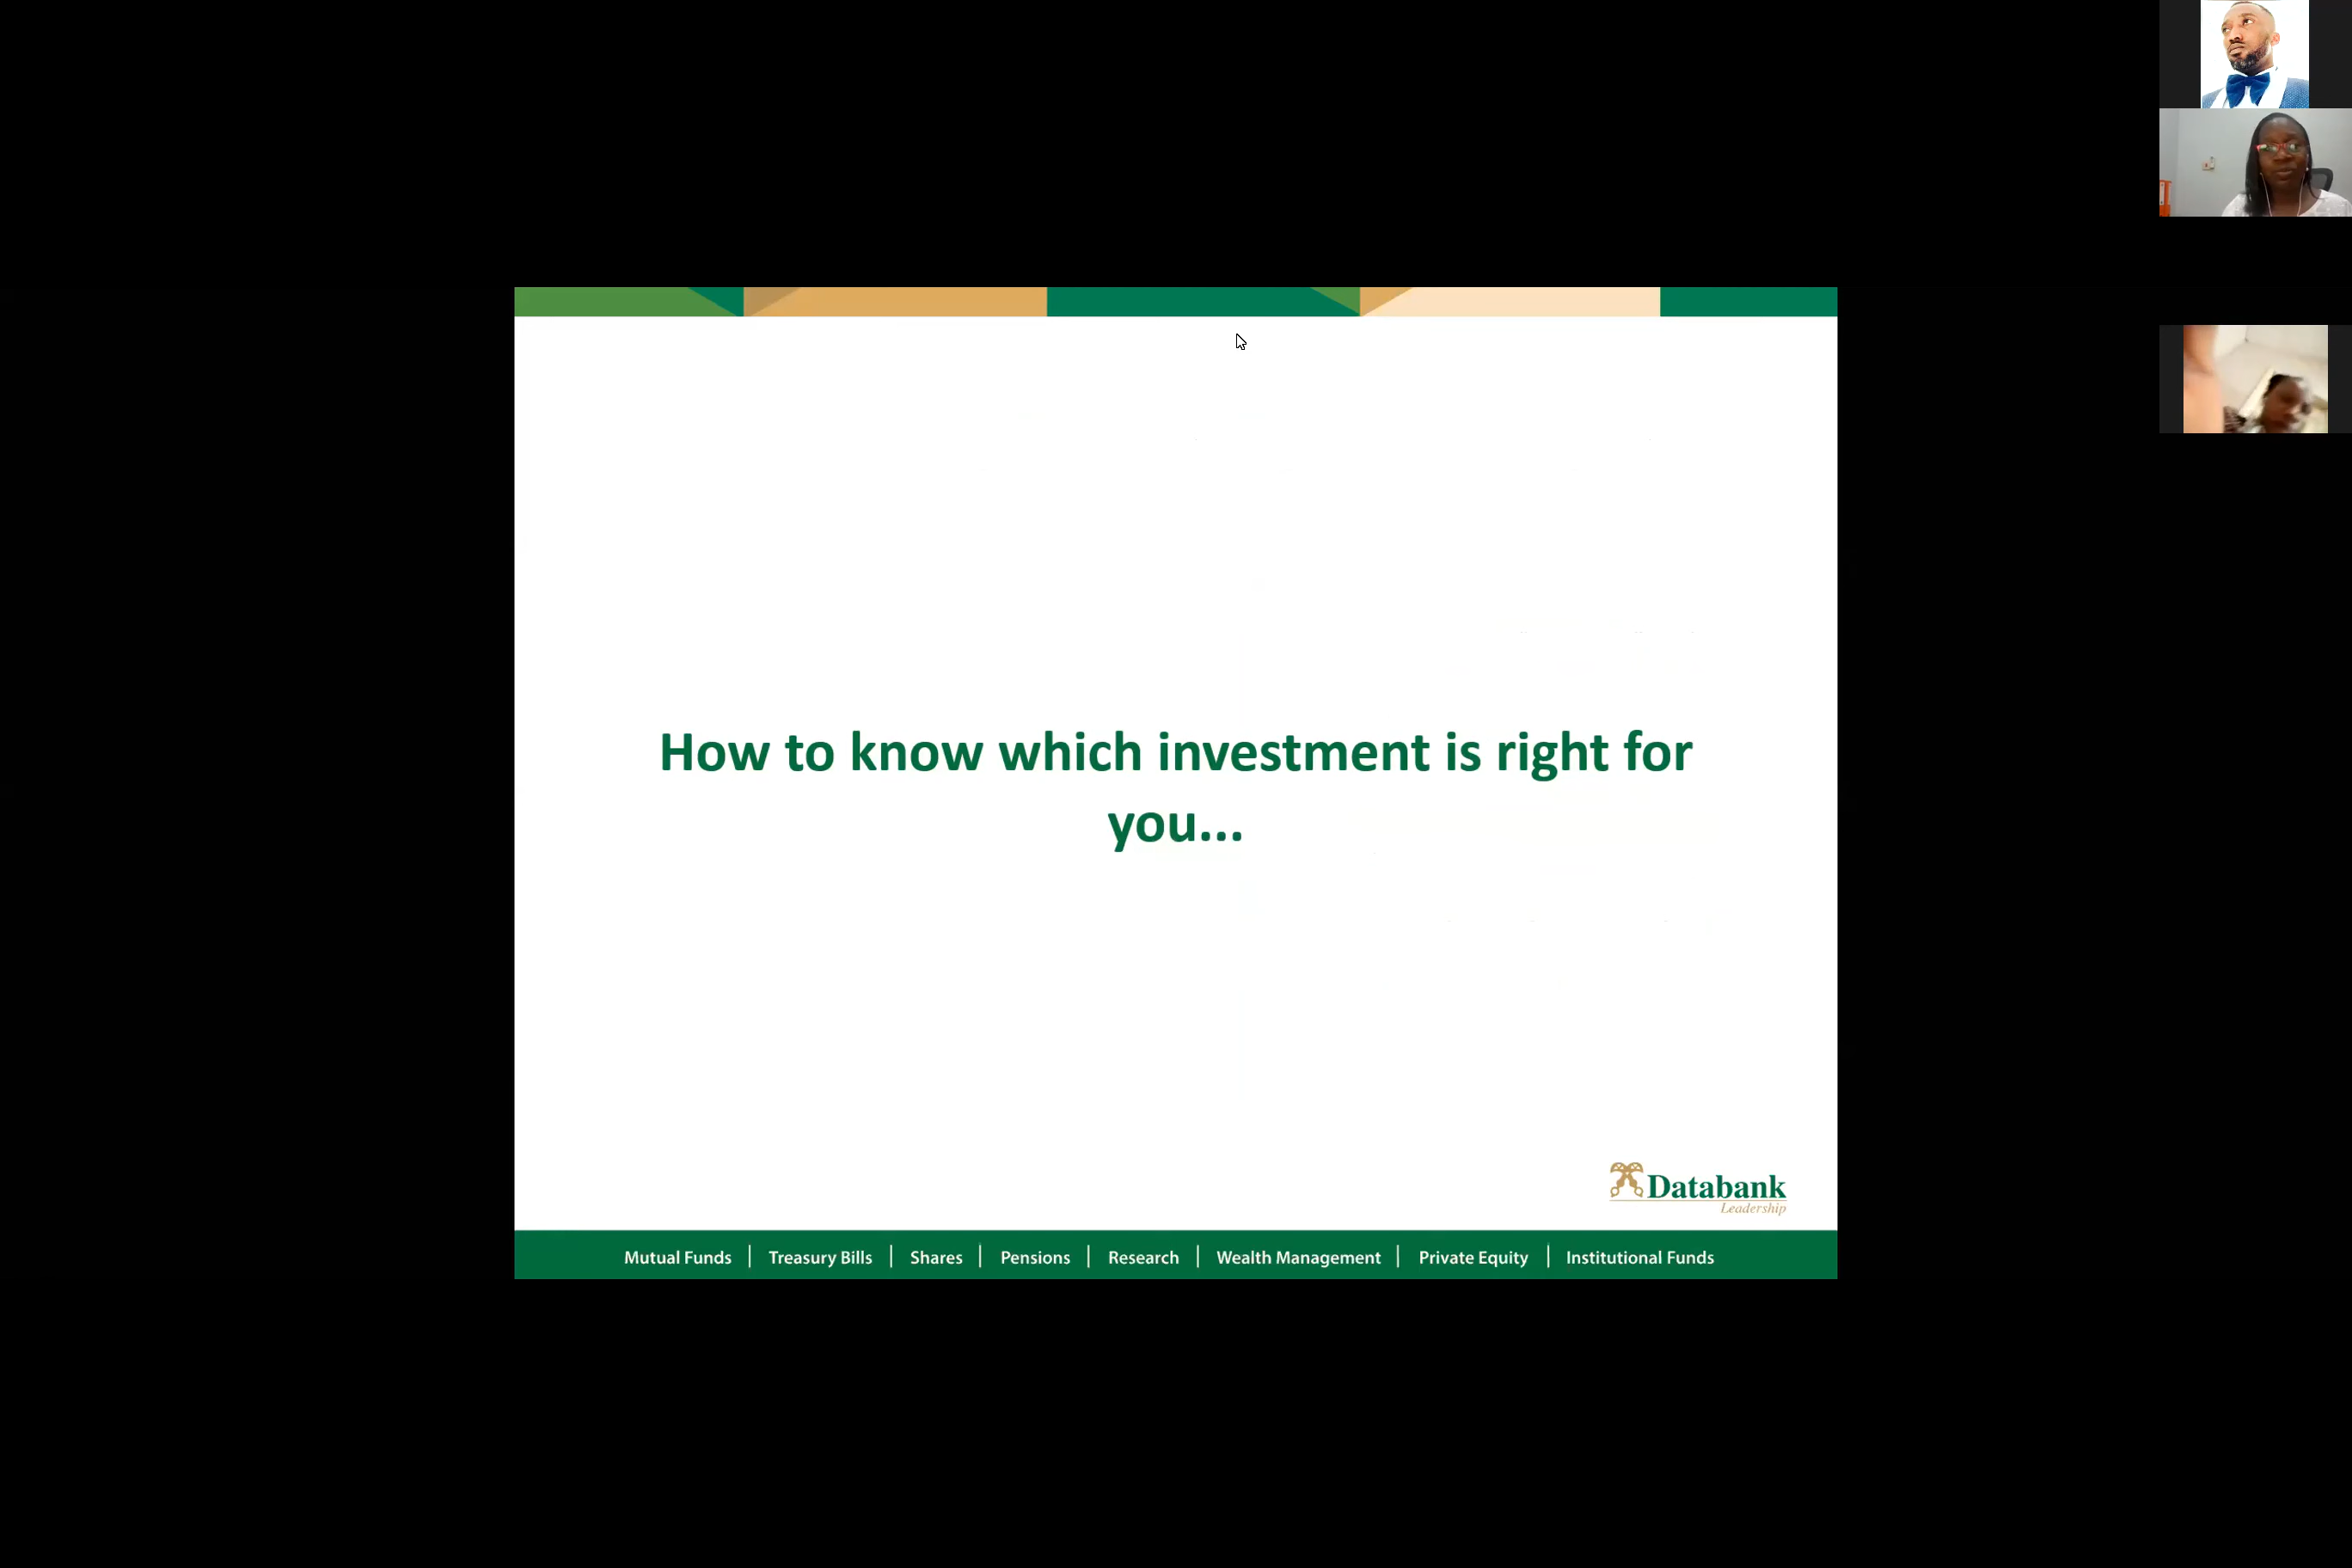 How to know which investment is right for
you...
Databank
Leadership
Mutual Funds | Treasury Bills | Shares | Pensions | Research | Wealth Management | Private Equity | Institutional Funds